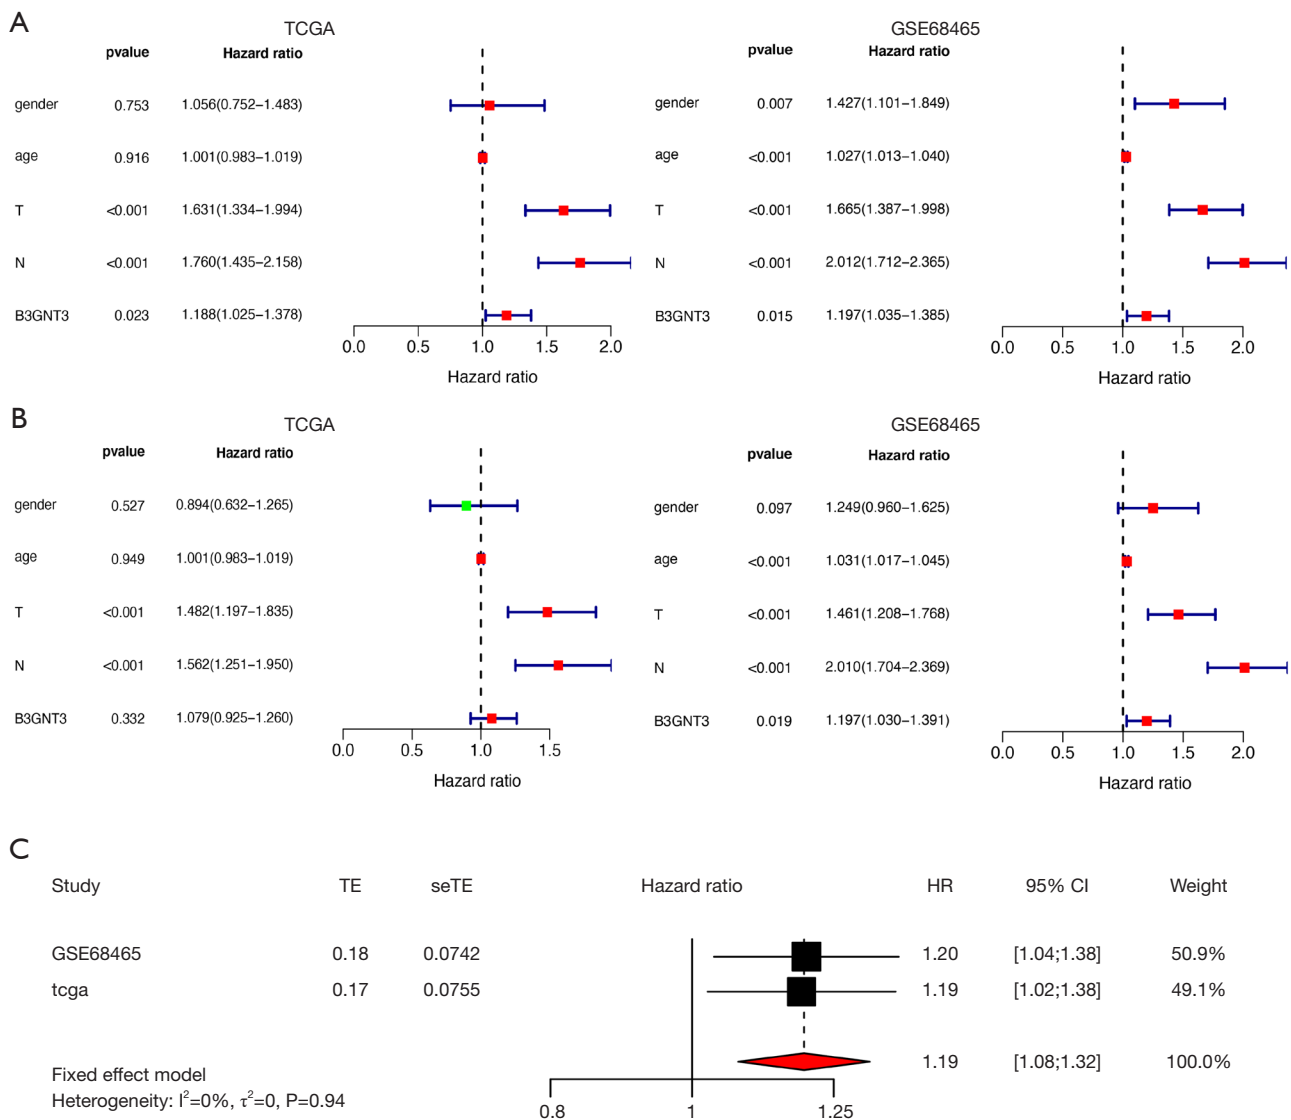 A
TCGA
pvalue Hazard ratio
gender 0.753 1.056(0.752−1.483)
age 0.916 1.001(0.983−1.019)
T <0.001 1.631(1.334−1.994)
N <0.001 1.760(1.435−2.158)
B3GNT3 0.023 1.188(1.025−1.378)
0.0 0.5 1.0 1.5 2.0
Hazard ratio
GSE68465
pvalue Hazard ratio
gender 0.007 1.427(1.101−1.849)
age <0.001 1.027(1.013−1.040)
T <0.001 1.665(1.387−1.998)
N <0.001 2.012(1.712−2.365)
B3GNT3 0.015 1.197(1.035−1.385)
0.0 0.5 1.0 1.5 2.0
Hazard ratio
B
TCGA
pvalue Hazard ratio
gender 0.527 0.894(0.632−1.265)
age 0.949 1.001(0.983−1.019)
T <0.001 1.482(1.197−1.835)
N <0.001 1.562(1.251−1.950)
B3GNT3 0.332 1.079(0.925−1.260)
0.0 0.5 1.0 1.5
Hazard ratio
GSE68465
pvalue Hazard ratio
gender 0.097 1.249(0.960−1.625)
age <0.001 1.031(1.017−1.045)
T <0.001 1.461(1.208−1.768)
N <0.001 2.010(1.704−2.369)
B3GNT3 0.019 1.197(1.030−1.391)
0.0 0.5 1.0 1.5 2.0
Hazard ratio
C
Study TE seTE Hazard ratio HR 95% CI Weight
GSE68465 0.18 0.0742 1.20 [1.04;1.38] 50.9%
tcga 0.17 0.0755 1.19 [1.02;1.38] 49.1%
Fixed effect model 1.19 [1.08;1.32] 100.0%
Heterogeneity: I²=0%, τ²=0, P=0.94
0.8 1 1.25